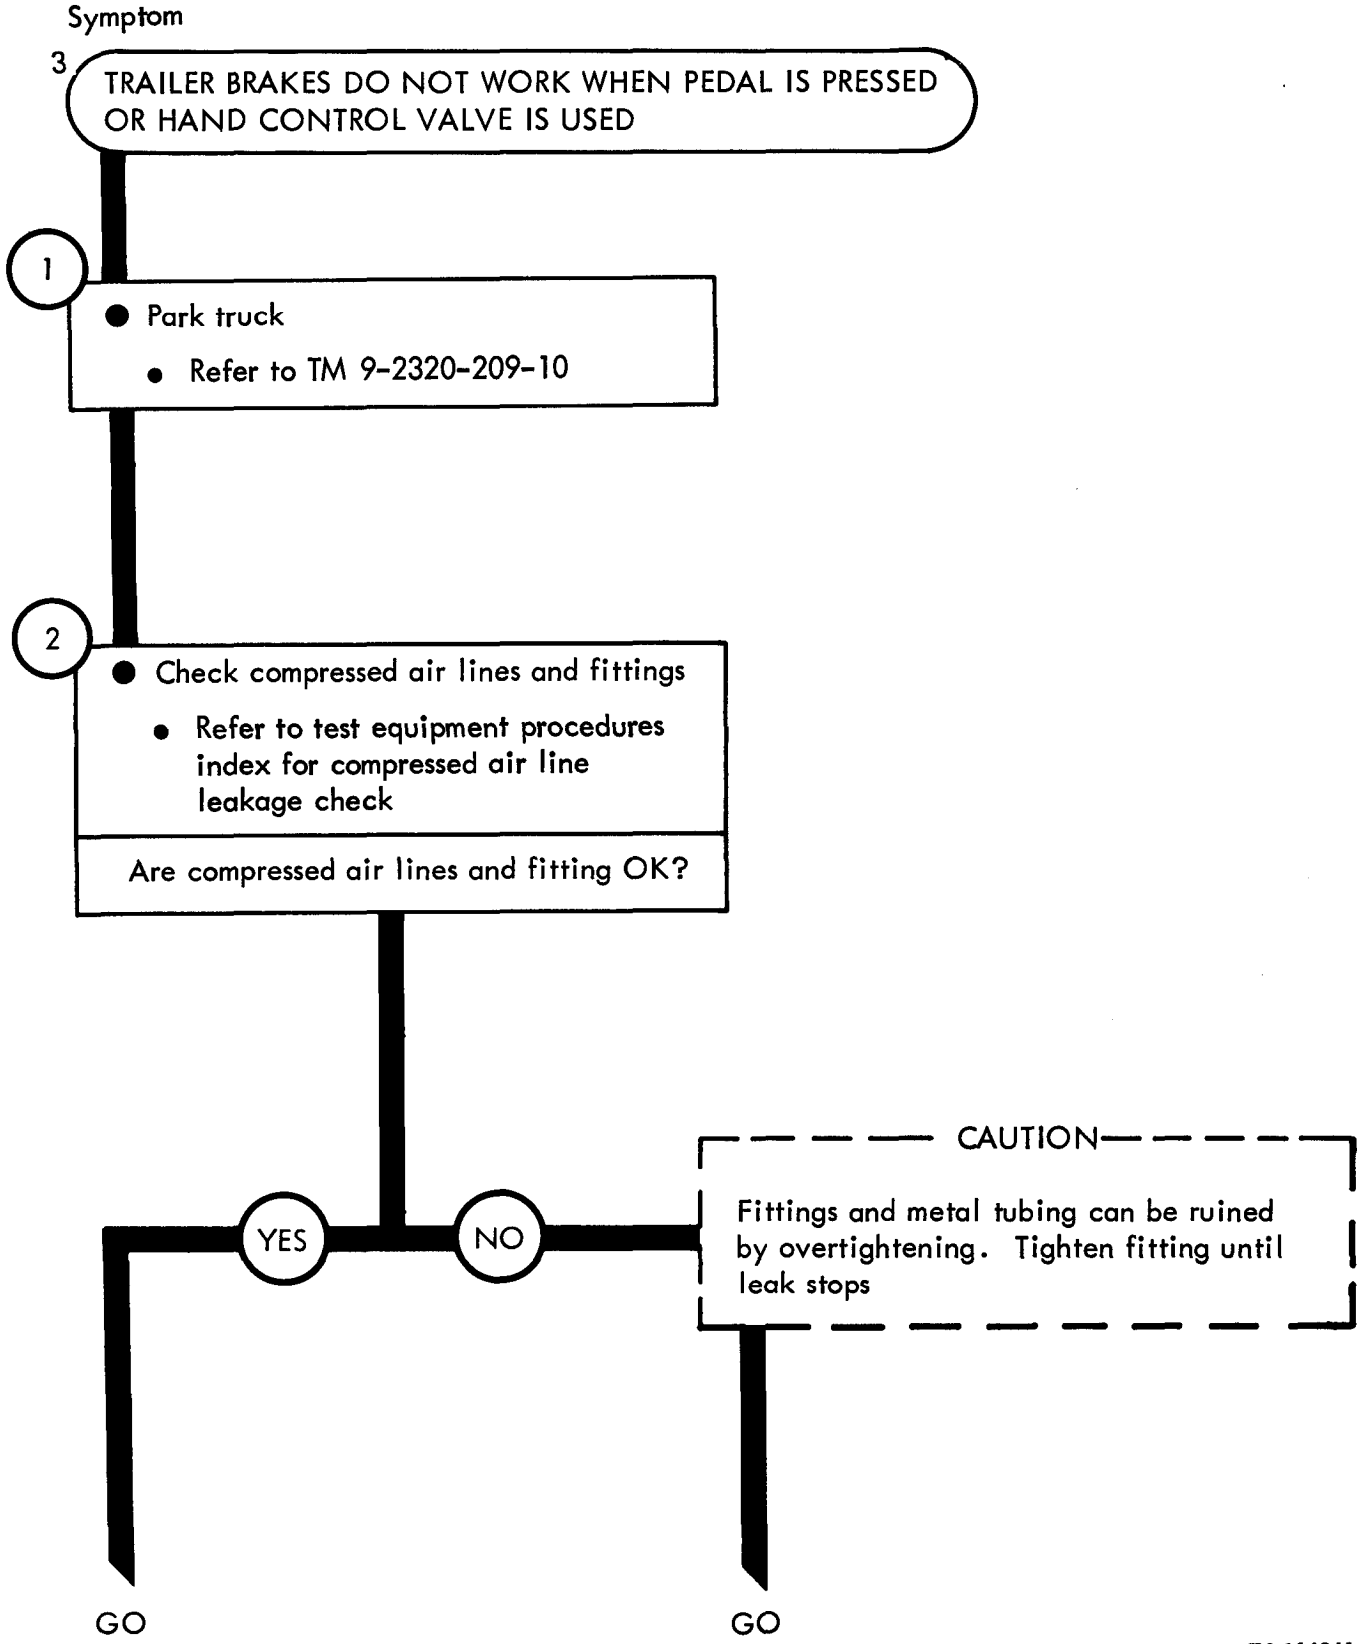 Symptom
3
TRAILER BRAKES DO NOT WORK WHEN PEDAL IS PRESSED
OR HAND CONTROL VALVE IS USED
1
● Park truck
● Refer to TM 9-2320-209-10
2
● Check compressed air lines and fittings
● Refer to test equipment procedures
index for compressed air line
leakage check
Are compressed air lines and fitting OK?
YES
NO
CAUTION
Fittings and metal tubing can be ruined
by overtightening. Tighten fitting until
leak stops
GO
GO